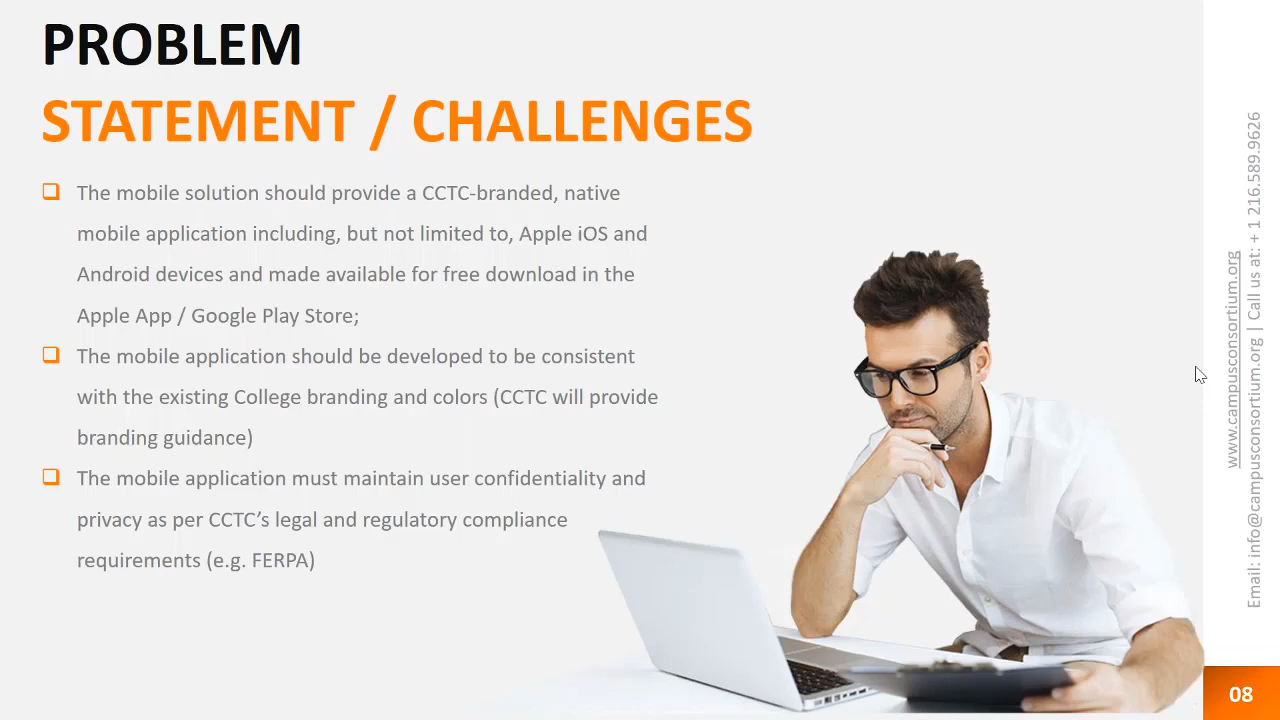 PROBLEM
STATEMENT / CHALLENGES
The mobile solution should provide a CCTC-branded, native
mobile application including, but not limited to, Apple iOS and
Android devices and made available for free download in the
Apple App / Google Play Store;
The mobile application should be developed to be consistent
with the existing College branding and colors (CCTC will provide
branding guidance)
The mobile application must maintain user confidentiality and
privacy as per CCTC’s legal and regulatory compliance
requirements (e.g. FERPA)
www.campusconsortium.org
Email: info@campusconsortium.org | Call us at: + 1 216.589.9626
08